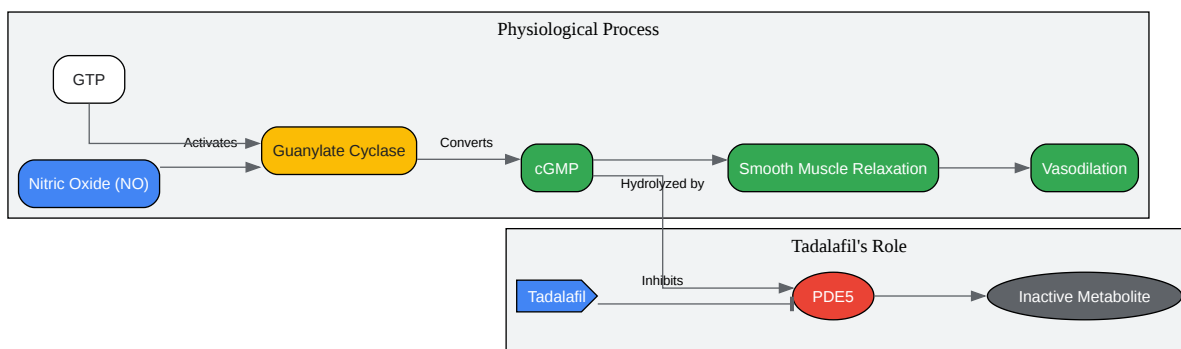 Physiological Process
GTP
Activates
Guanylate Cyclase
Converts
Nitric Oxide (NO)
cGMP
Hydrolyzed by
Smooth Muscle Relaxation
Vasodilation
Tadalafil's Role
Tadalafil
Inhibits
PDE5
Inactive Metabolite